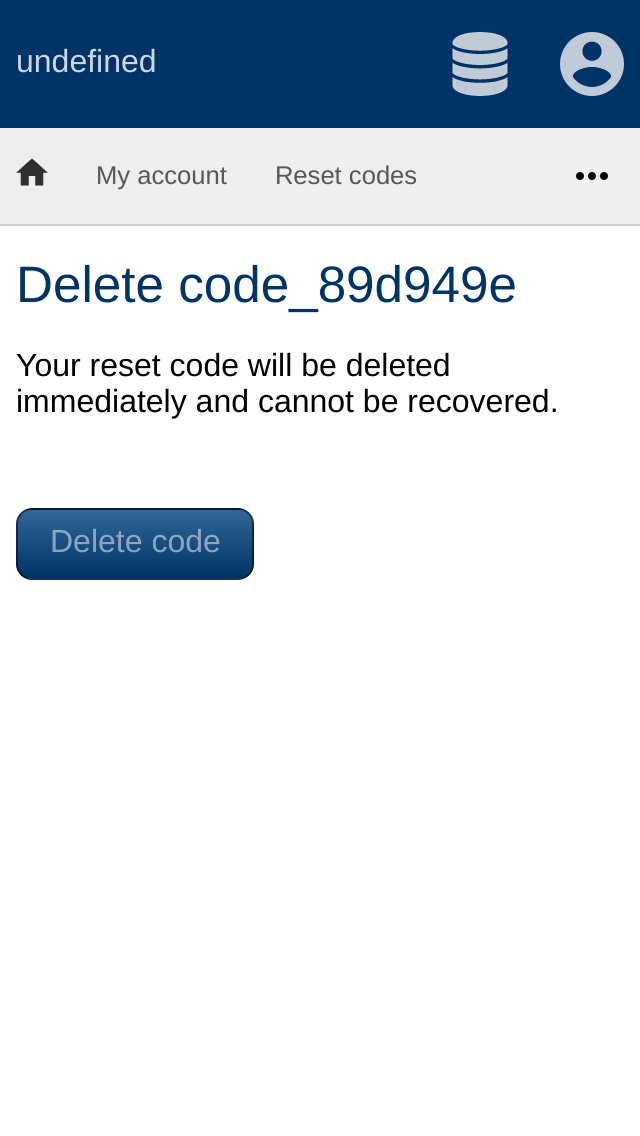 undefined
My account Reset codes
Delete code_89d949e
Your reset code will be deleted
immediately and cannot be recovered.
Delete code